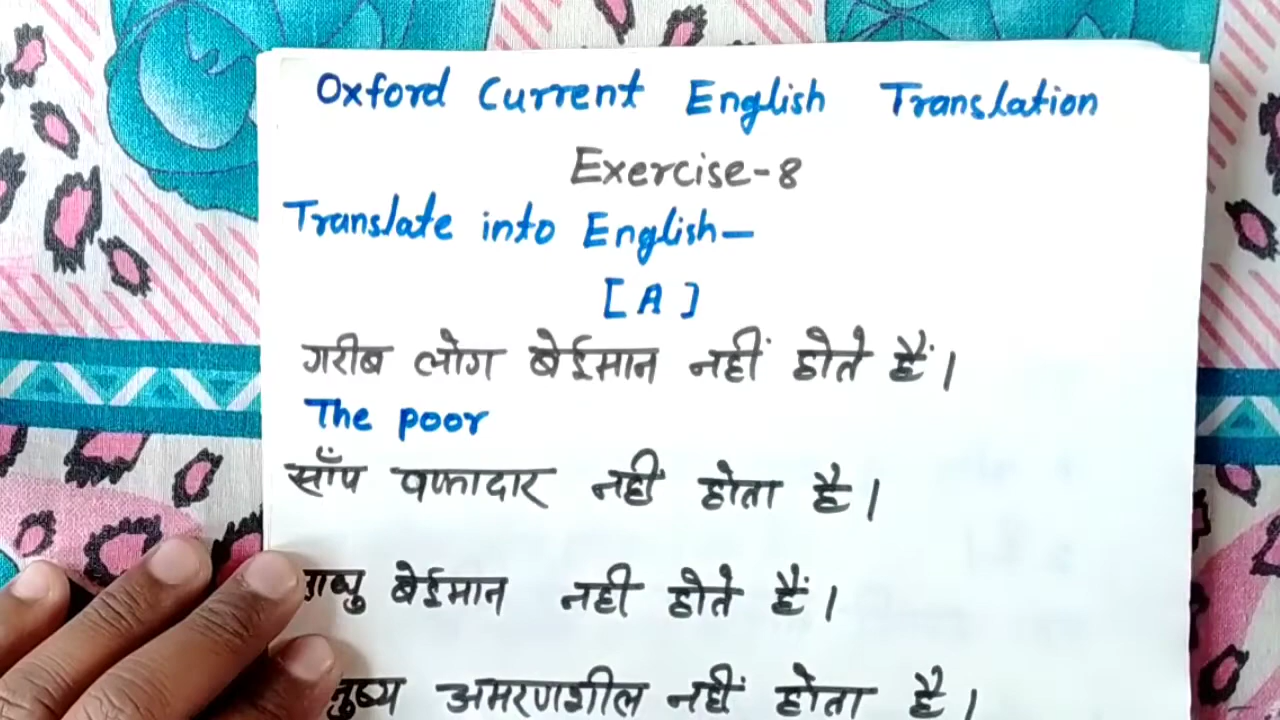 Oxford Current English Translation
Exercise-8
Translate into English-
[A]
गरीब लोग बेईमान नहीं होते हैं।
The poor
साँप वफादार नहीं होता है।
बेईमान नही होते हैं।
अमरणशील नहीं होता है।